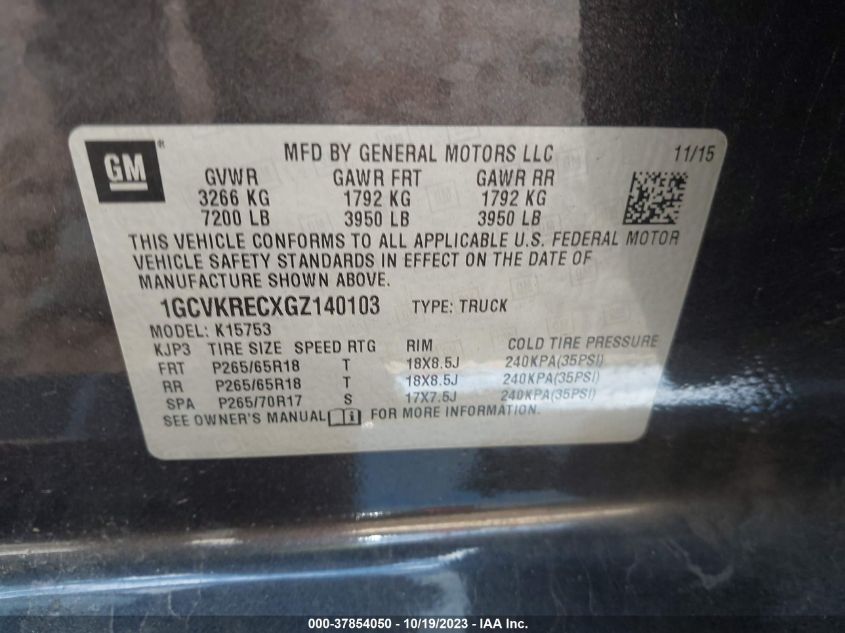 GM ® MFD BY GENERAL MOTORS LLC 11/15
GVWR GAWR FRT GAWR RR
3266 KG 1792 KG 1792 KG
7200 LB 3950 LB 3950 LB
THIS VEHICLE CONFORMS TO ALL APPLICABLE U.S. FEDERAL MOTOR
VEHICLE SAFETY STANDARDS IN EFFECT ON THE DATE OF
MANUFACTURE SHOWN ABOVE.
1GCVKRECXGZ140103 TYPE: TRUCK
MODEL: K15753
KJP3 TIRE SIZE SPEED RTG RIM COLD TIRE PRESSURE
FRT P265/65R18 T 18X8.5J 240KPA(35PSI)
RR P265/65R18 T 18X8.5J 240KPA(35PSI)
SPA P265/70R17 S 17X7.5J 240KPA(35PSI)
SEE OWNER'S MANUAL i FOR MORE INFORMATION.
000-37854050 - 10/19/2023 - IAA Inc.